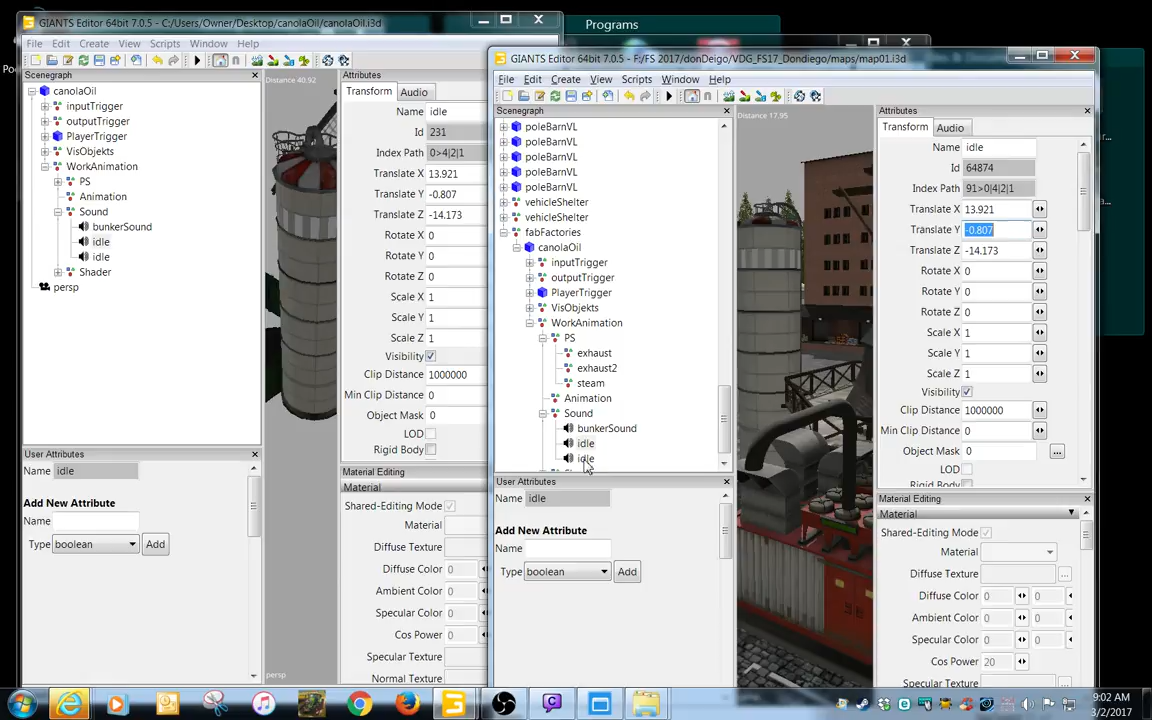 Programs
GIANTS Editor 64bit 7.0.5 - C:/Users/Owner/Desktop/canolaOil/canolaOil.i3d
File Edit Create View Scripts Window Help
Scenegraph
canolaOil
inputTrigger
outputTrigger
PlayerTrigger
VisObjekts
WorkAnimation
PS
Animation
Sound
bunkerSound
idle
idle
Shader
persp
User Attributes
Name idle
Add New Attribute
Name
Type boolean Add
Distance 40.92
persp
Attributes
Transform Audio
Name idle
Id 231
Index Path 0>4|2|1
Translate X 13.921
Translate Y -0.807
Translate Z -14.173
Rotate X 0
Rotate Y 0
Rotate Z 0
Scale X 1
Scale Y 1
Scale Z 1
Visibility
Clip Distance 1000000
Min Clip Distance 0
Object Mask 0
LOD
Rigid Body
Material Editing
Material
Shared-Editing Mode
Material
Diffuse Texture
Diffuse Color 0
Ambient Color 0
Specular Color 0
Cos Power 0
Specular Texture
Normal Texture
GIANTS Editor 64bit 7.0.5 - F:/FS 2017/donDeigo/VDG_FS17_Dondiego/maps/map01.i3d
File Edit Create View Scripts Window Help
Scenegraph
poleBarnVL
poleBarnVL
poleBarnVL
poleBarnVL
poleBarnVL
vehicleShelter
vehicleShelter
fabFactories
canolaOil
inputTrigger
outputTrigger
PlayerTrigger
VisObjekts
WorkAnimation
PS
exhaust
exhaust2
steam
Animation
Sound
bunkerSound
idle
idle
User Attributes
Name idle
Add New Attribute
Name
Type boolean Add
Distance 17.95
Attributes
Transform Audio
Name idle
Id 64874
Index Path 91>0|4|2|1
Translate X 13.921
Translate Y -0.807
Translate Z -14.173
Rotate X 0
Rotate Y 0
Rotate Z 0
Scale X 1
Scale Y 1
Scale Z 1
Visibility
Clip Distance 1000000
Min Clip Distance 0
Object Mask 0 ...
LOD
Rigid Body
Material Editing
Material
Shared-Editing Mode
Material
Diffuse Texture ...
Diffuse Color 0 0
Ambient Color 0 0
Specular Color 0 0
Cos Power 20
Specular Texture
9:02 AM
3/2/2017